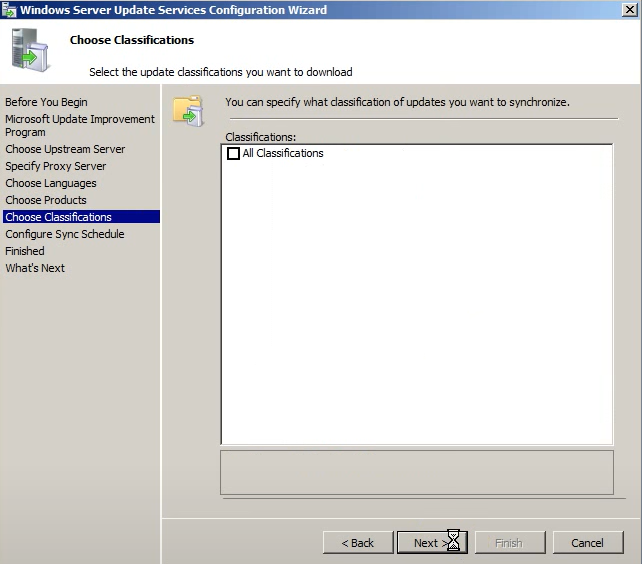 Windows Server Update Services Configuration Wizard
Choose Classifications
Select the update classifications you want to download
Before You Begin
Microsoft Update Improvement
Program
Choose Upstream Server
Specify Proxy Server
Choose Languages
Choose Products
Choose Classifications
Configure Sync Schedule
Finished
What's Next
You can specify what classification of updates you want to synchronize.
Classifications:
All Classifications
< Back
Next >
Finish
Cancel